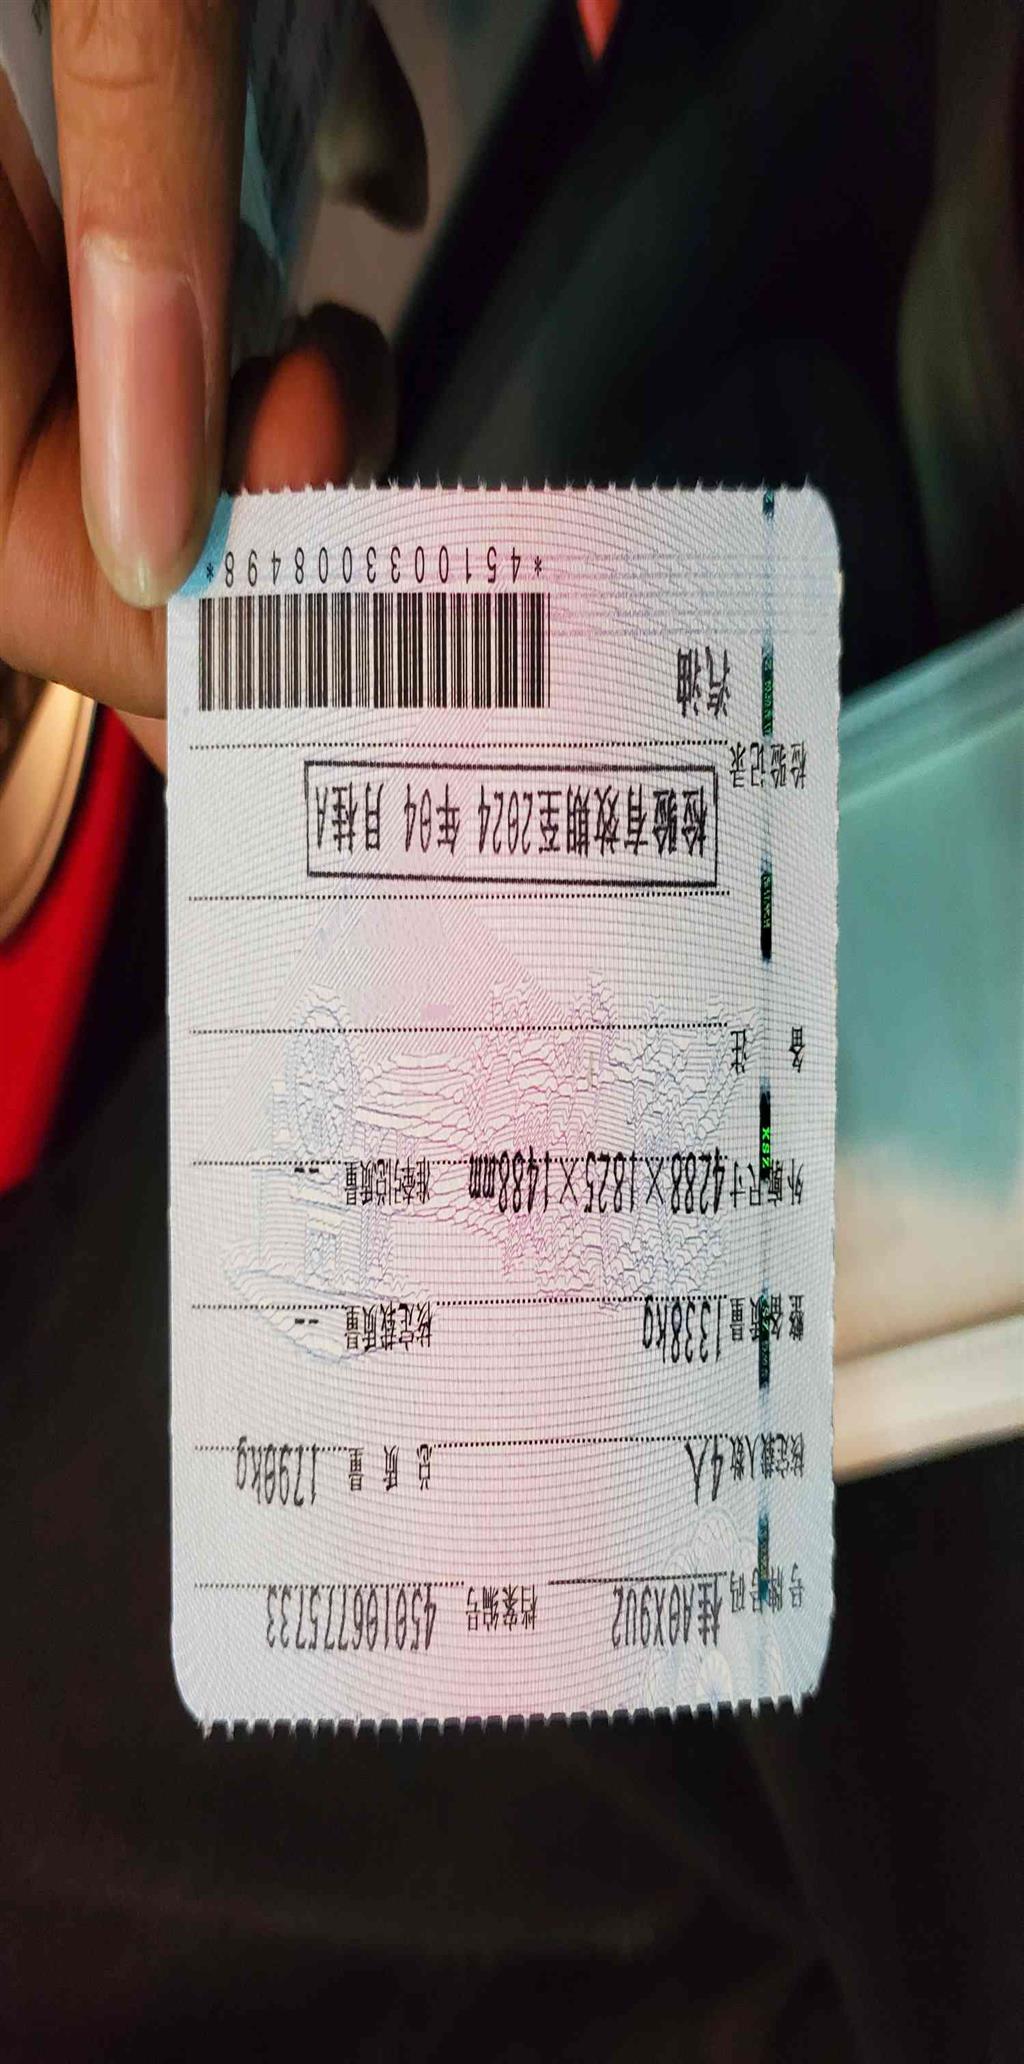 号牌号码 桂A0X9U2 档案编号 450106775733
核定载人数 4人 总质量 1790kg
整备质量 1338kg 核定载质量 --
外廓尺寸 4288×1825×1488mm 准牵引总质量 --
备注
检验有效期至2024年04月桂A
检验记录
汽油
*4510033008498*